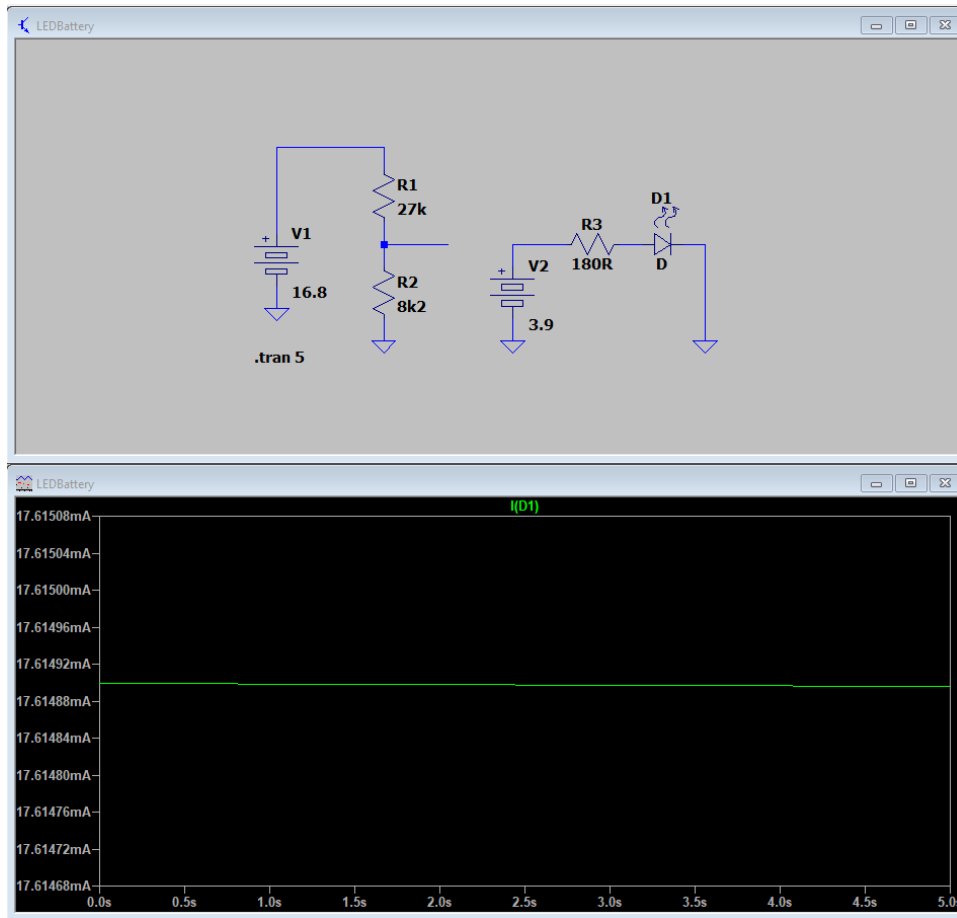 LEDBattery
R1
27k
V1
16.8
R2
8k2
.tran 5
V2
3.9
R3
180R
D1
D
LEDBattery
I(D1)
17.61508mA
17.61504mA
17.61500mA
17.61496mA
17.61492mA
17.61488mA
17.61484mA
17.61480mA
17.61476mA
17.61472mA
17.61468mA
0.0s 0.5s 1.0s 1.5s 2.0s 2.5s 3.0s 3.5s 4.0s 4.5s 5.0s